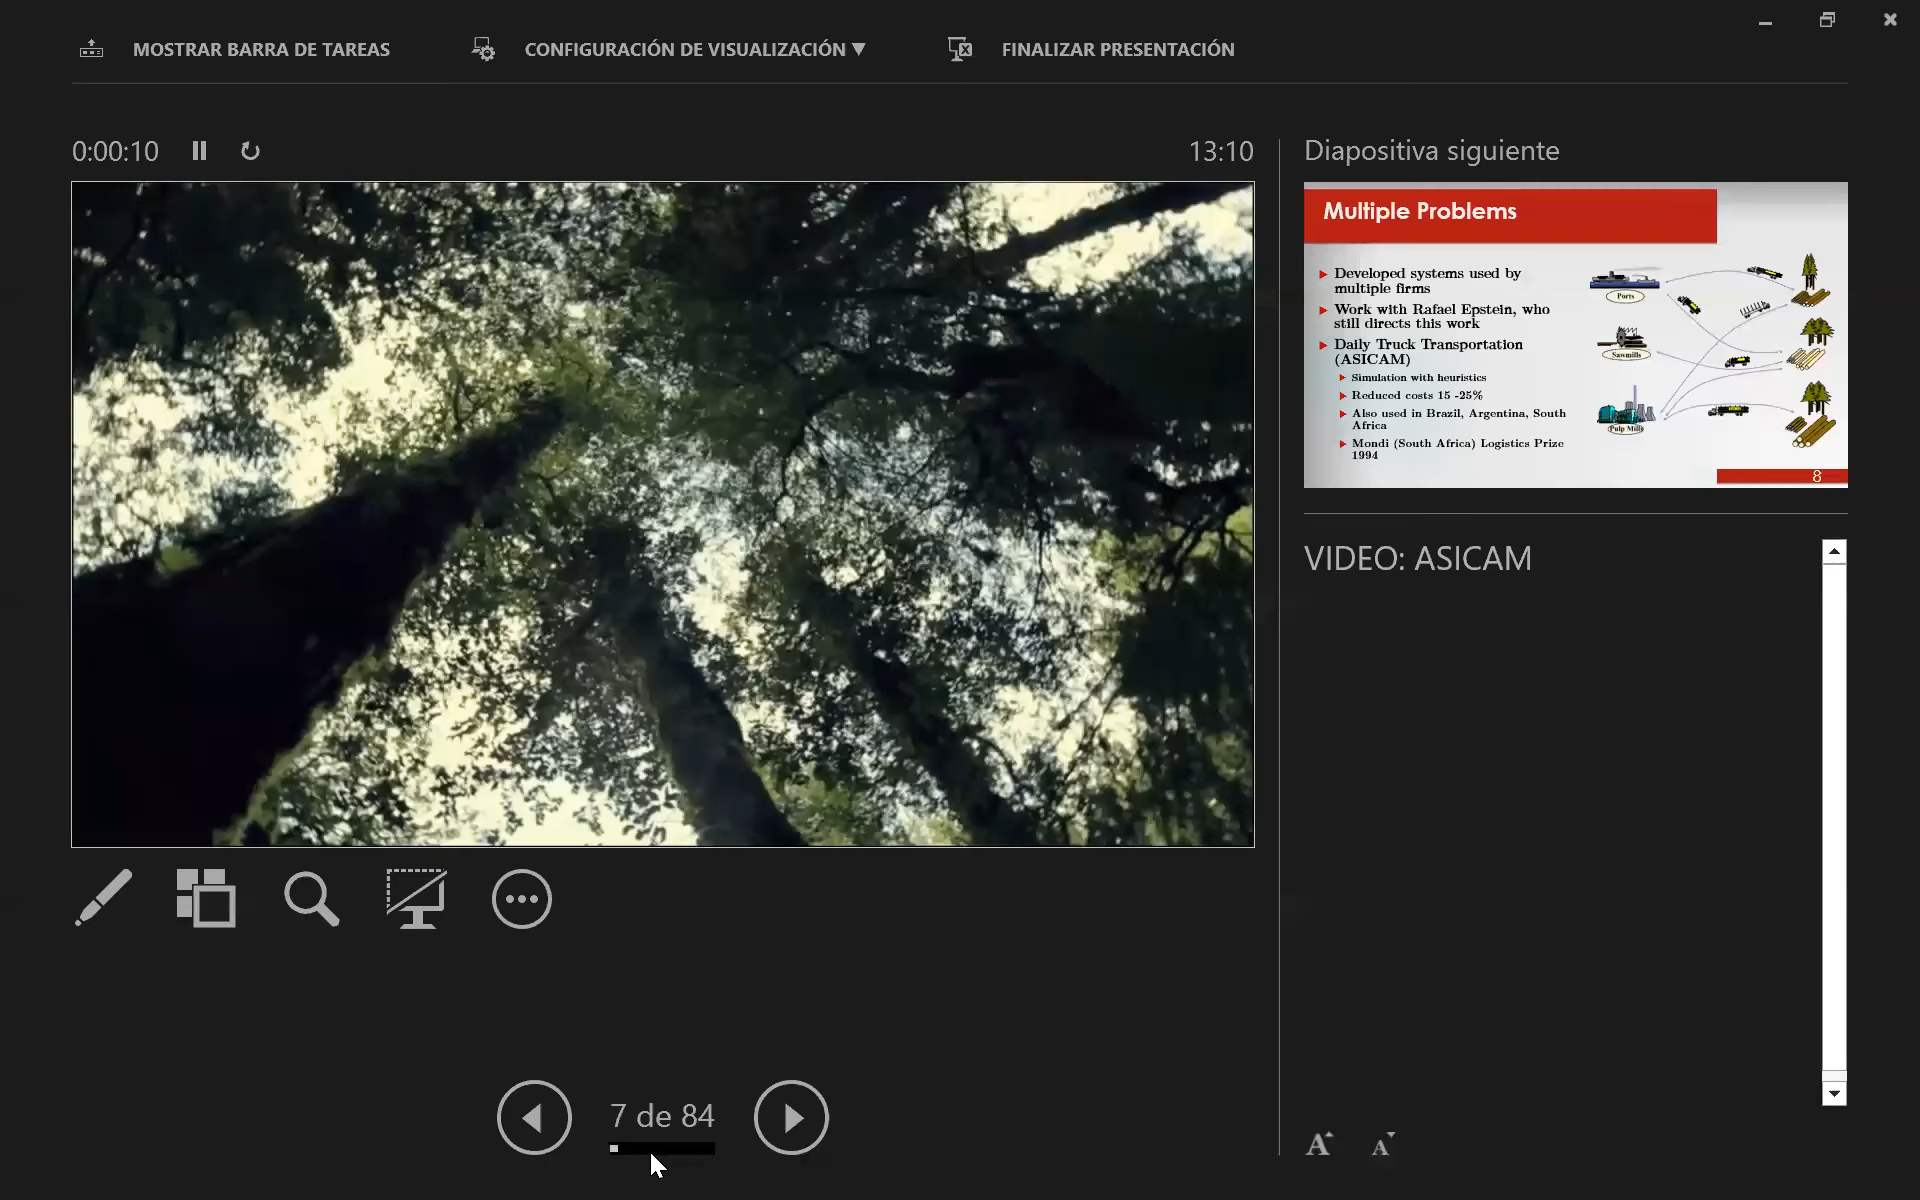 MOSTRAR BARRA DE TAREAS
CONFIGURACIÓN DE VISUALIZACIÓN ▼
FINALIZAR PRESENTACIÓN
0:00:10
13:10
Diapositiva siguiente
Multiple Problems
Developed systems used by
multiple firms
Work with Rafael Epstein, who
still directs this work
Daily Truck Transportation
(ASICAM)
Simulation with heuristics
Reduced costs 15 -25%
Also used in Brazil, Argentina, South
Africa
Mondi (South Africa) Logistics Prize
1994
Ports
Sawmills
Pulp Mills
8
VIDEO: ASICAM
7 de 84
A
A